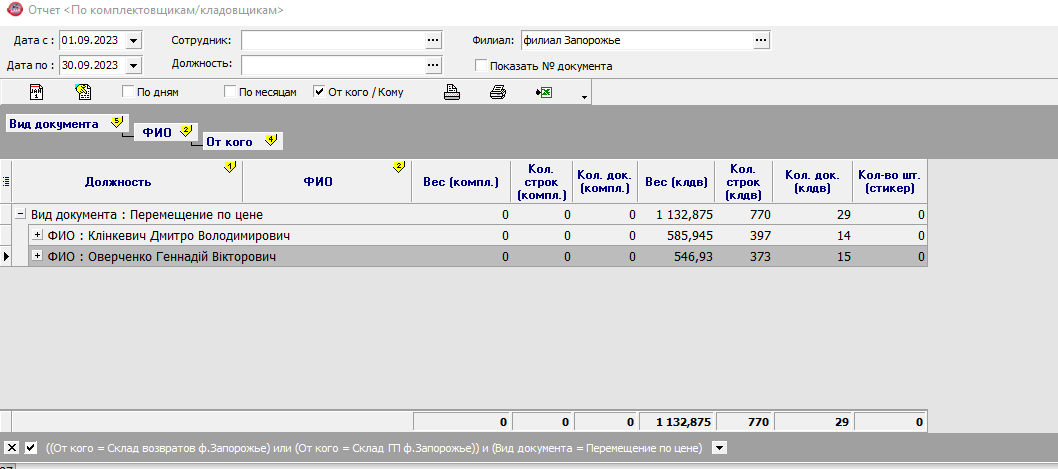 Отчет <По комплектовщикам/кладовщикам>
Дата с : 01.09.2023 Сотрудник: ... Филиал: филиал Запорожье ...
Дата по : 30.09.2023 Должность: ... Показать № документа
По дням По месяцам От кого / Кому
Вид документа 5
ФИО 2
От кого 4
Должность 1 ФИО 2 Вес (компл.) Кол. строк (компл.) Кол. док. (компл.) Вес (клдв) Кол. строк (клдв) Кол. док. (клдв) Кол-во шт. (стикер)
Вид документа : Перемещение по цене 0 0 0 1 132,875 770 29 0
ФИО : Клінкевич Дмитро Володимирович 0 0 0 585,945 397 14 0
ФИО : Оверченко Геннадій Вікторович 0 0 0 546,93 373 15 0
0 0 0 1 132,875 770 29 0
((От кого = Склад возвратов ф.Запорожье) или (От кого = Склад ГП ф.Запорожье)) и (Вид документа = Перемещение по цене)